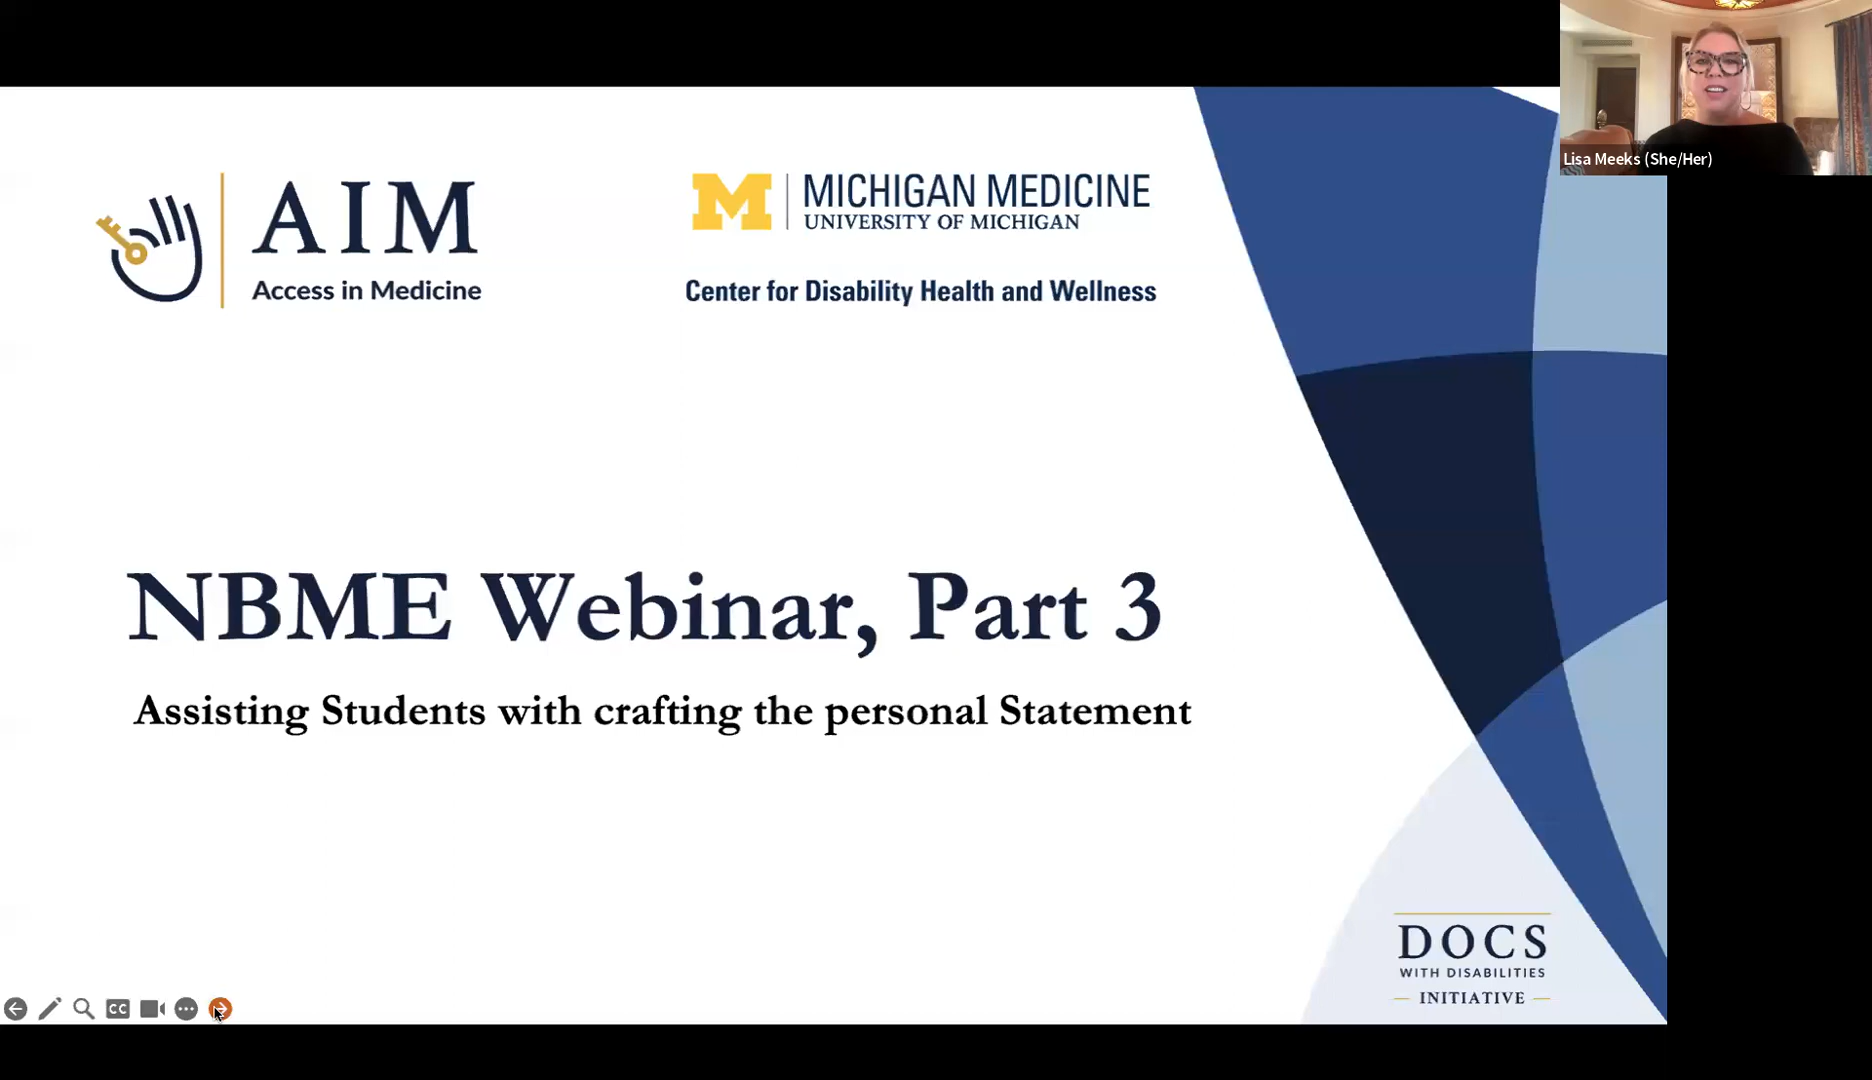 AIM
Access in Medicine
M
MICHIGAN MEDICINE
UNIVERSITY OF MICHIGAN
Center for Disability Health and Wellness
Lisa Meeks (She/Her)
NBME Webinar, Part 3
Assisting Students with crafting the personal Statement
DOCS
WITH DISABILITIES
INITIATIVE
CC